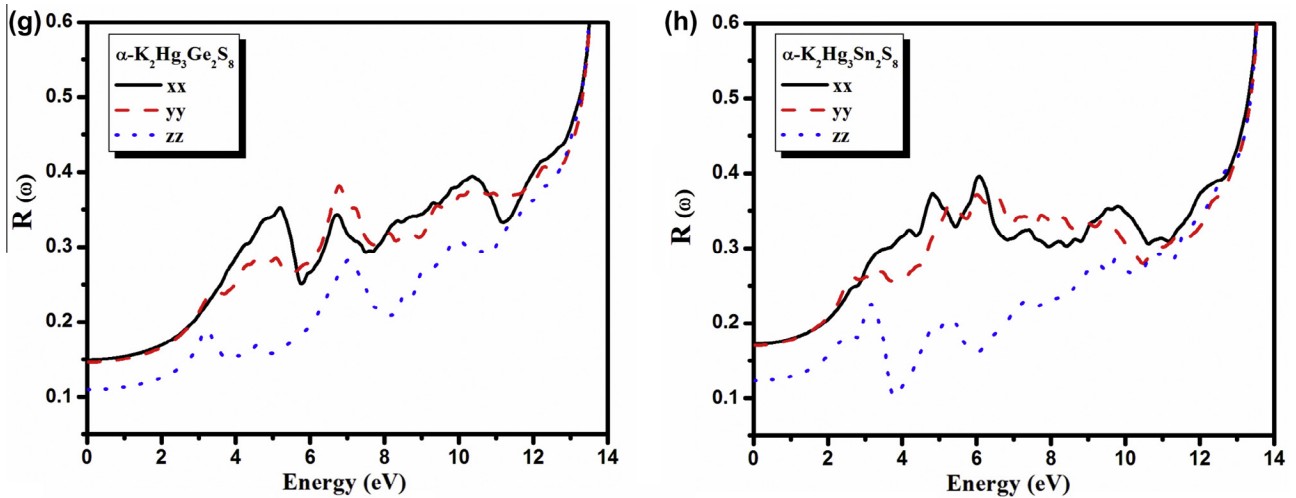 (g)
0.6
0.5
0.4
0.3
0.2
0.1
R (ω)
α-K₂Hg₃Ge₂S₈
xx
yy
zz
0 2 4 6 8 10 12 14
Energy (eV)
(h)
0.6
0.5
0.4
0.3
0.2
0.1
R (ω)
α-K₂Hg₃Sn₂S₈
xx
yy
zz
0 2 4 6 8 10 12 14
Energy (eV)